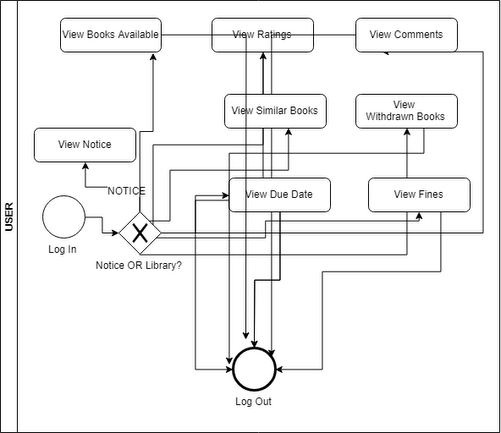 USER
View Books Available
View Ratings
View Comments
View Similar Books
View
Withdrawn Books
View Notice
NOTICE
View Due Date
View Fines
Log In
Notice OR Library?
Log Out